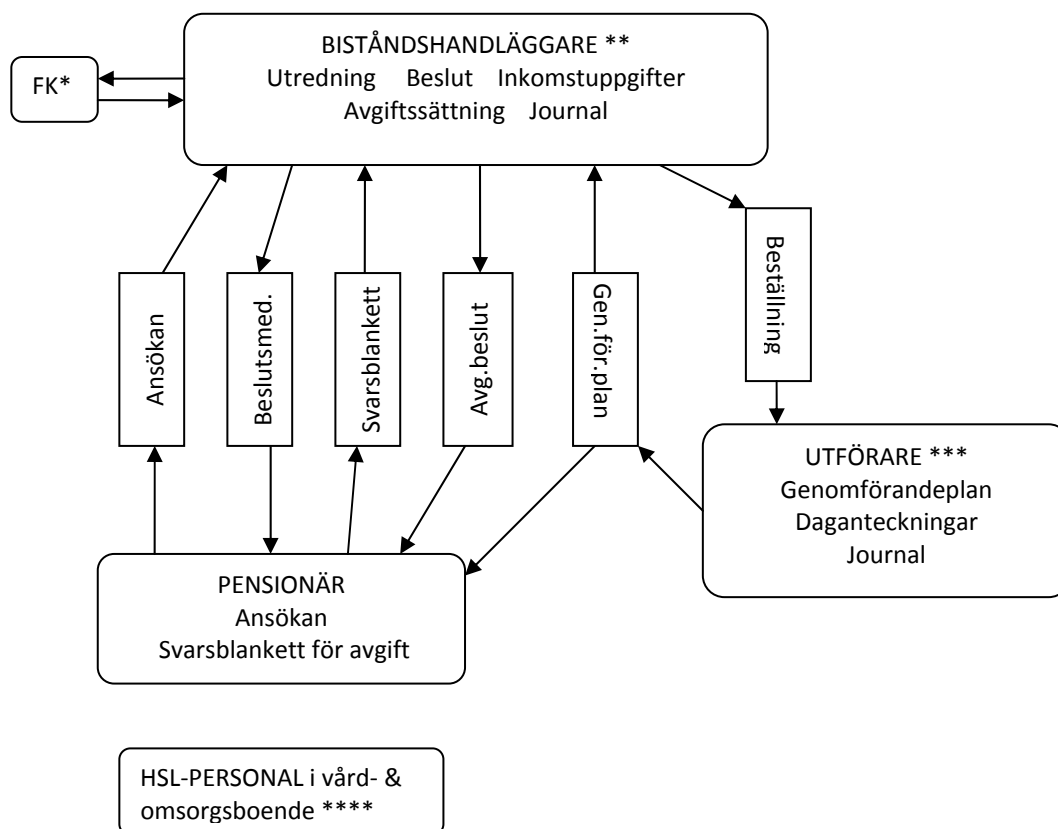 BISTÅNDSHANDLÄGGARE **
Utredning Beslut Inkomstuppgifter
Avgiftssättning Journal
FK*
Ansökan
Beslutsmed.
Svarsblankett
Avg.beslut
Gen.för.plan
Beställning
UTFÖRARE ***
Genomförandeplan
Daganteckningar
Journal
PENSIONÄR
Ansökan
Svarsblankett för avgift
HSL-PERSONAL i vård- &
omsorgsboende ****